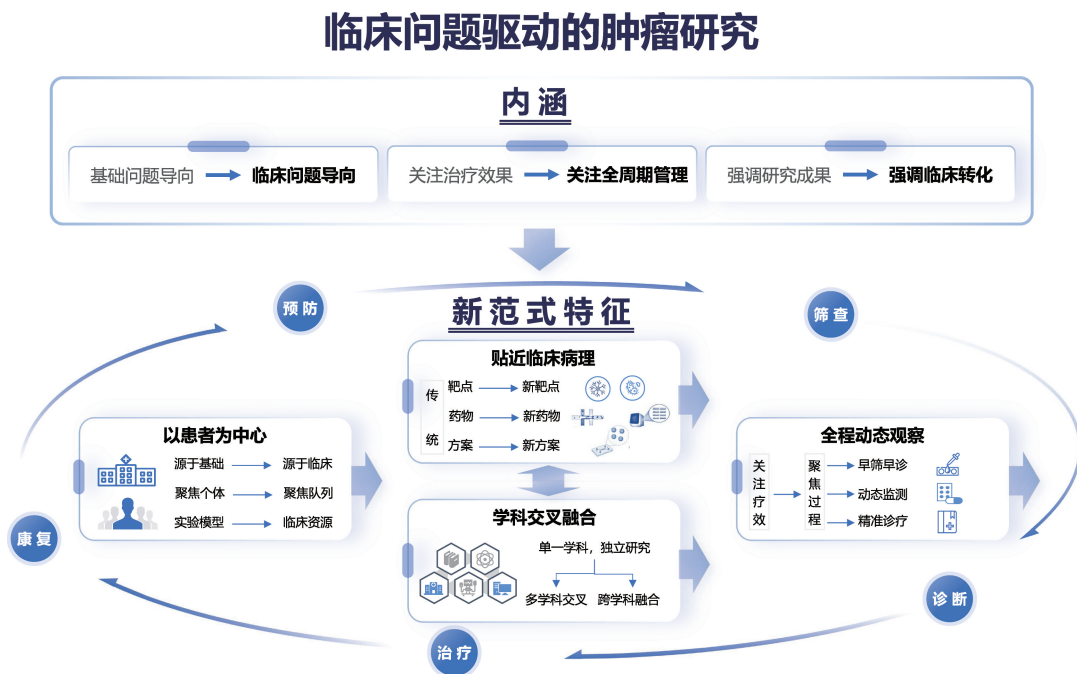 临床问题驱动的肿瘤研究
内涵
基础问题导向 临床问题导向
关注治疗效果 关注全周期管理
强调研究成果 强调临床转化
预防
筛查
新范式特征
贴近临床病理
传统
靶点 新靶点
药物 新药物
方案 新方案
以患者为中心
源于基础 源于临床
聚焦个体 聚焦队列
实验模型 临床资源
全程动态观察
关注疗效
聚焦过程
早筛早诊
动态监测
精准诊疗
学科交叉融合
单一学科，独立研究
多学科交叉 跨学科融合
康复
诊断
治疗